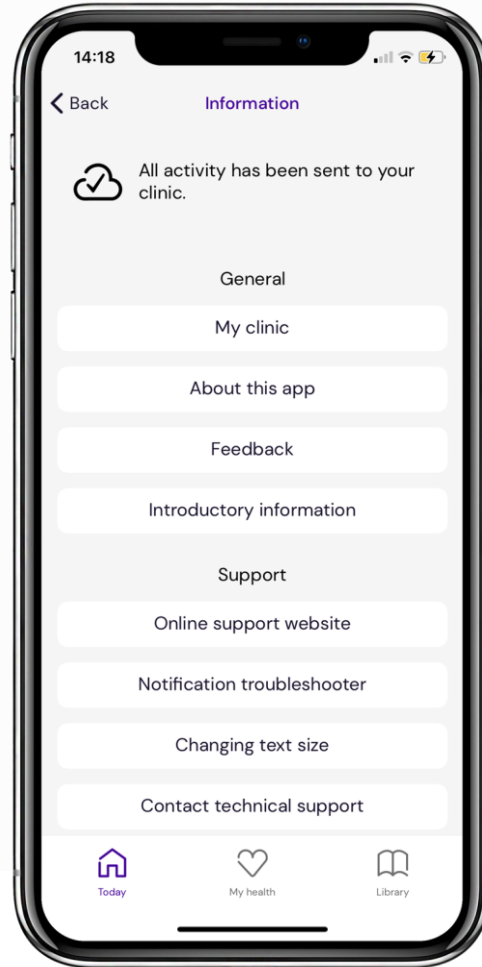 14:18
Back
Information
All activity has been sent to your
clinic.
General
My clinic
About this app
Feedback
Introductory information
Support
Online support website
Notification troubleshooter
Changing text size
Contact technical support
Today
My health
Library